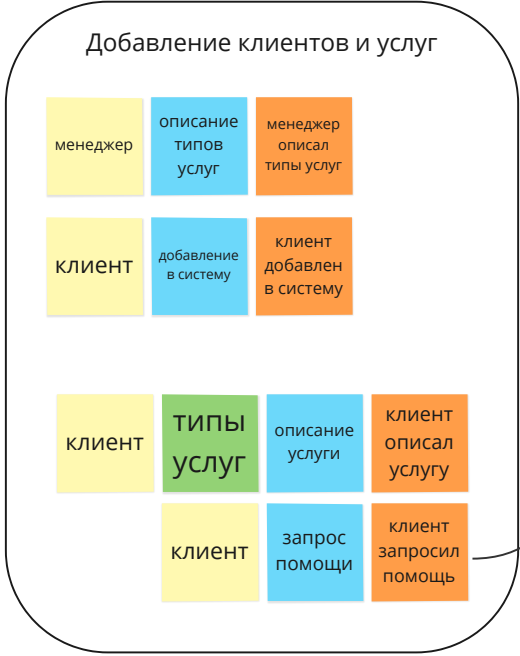 Добавление клиентов и услуг
менеджер
описание
типов
услуг
менеджер
описал
типы услуг
клиент
добавление
в систему
клиент
добавлен
в систему
клиент
типы
услуг
описание
услуги
клиент
описал
услугу
клиент
запрос
помощи
клиент
запросил
помощь